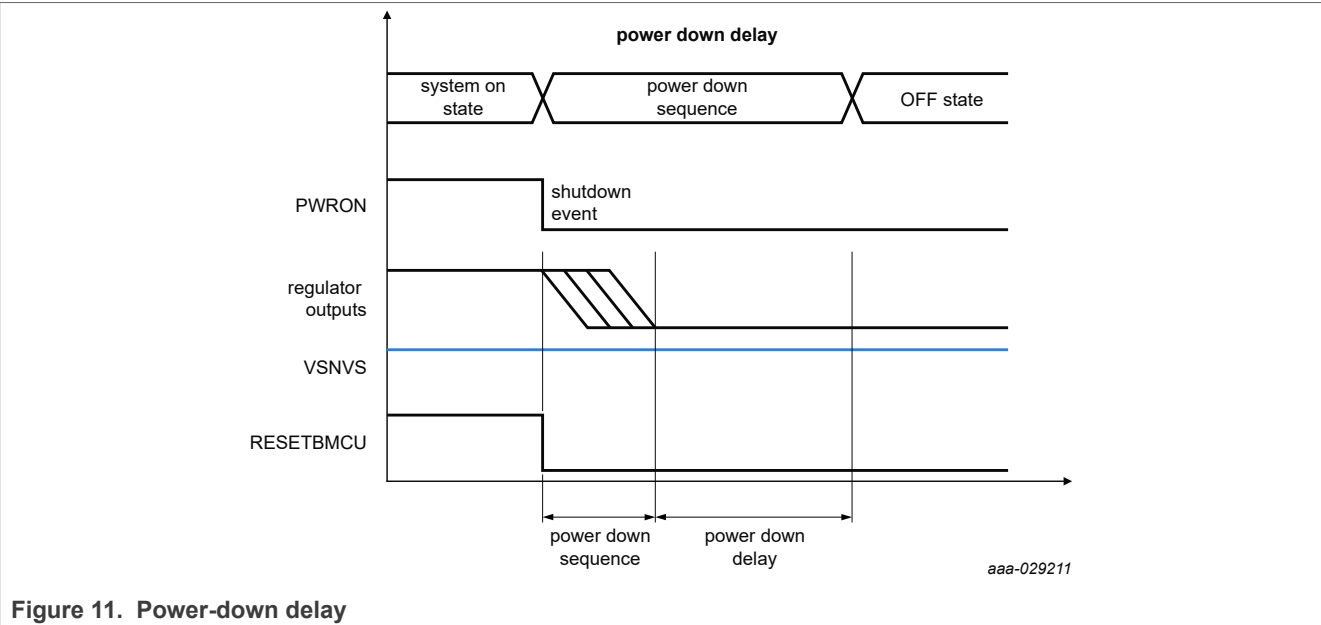 power down delay
system on
state
power down
sequence
OFF state
PWRON
shutdown
event
regulator
outputs
VSNVS
RESETBMCU
power down
sequence
power down
delay
aaa-029211
Figure 11. Power-down delay